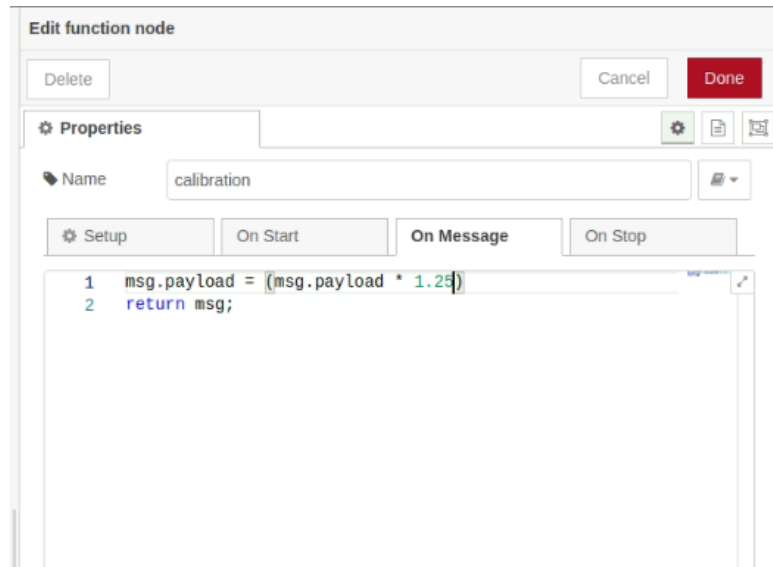 Edit function node
Delete Cancel Done
Properties
Name calibration
Setup On Start On Message On Stop
1 msg.payload = (msg.payload * 1.25)
2 return msg;